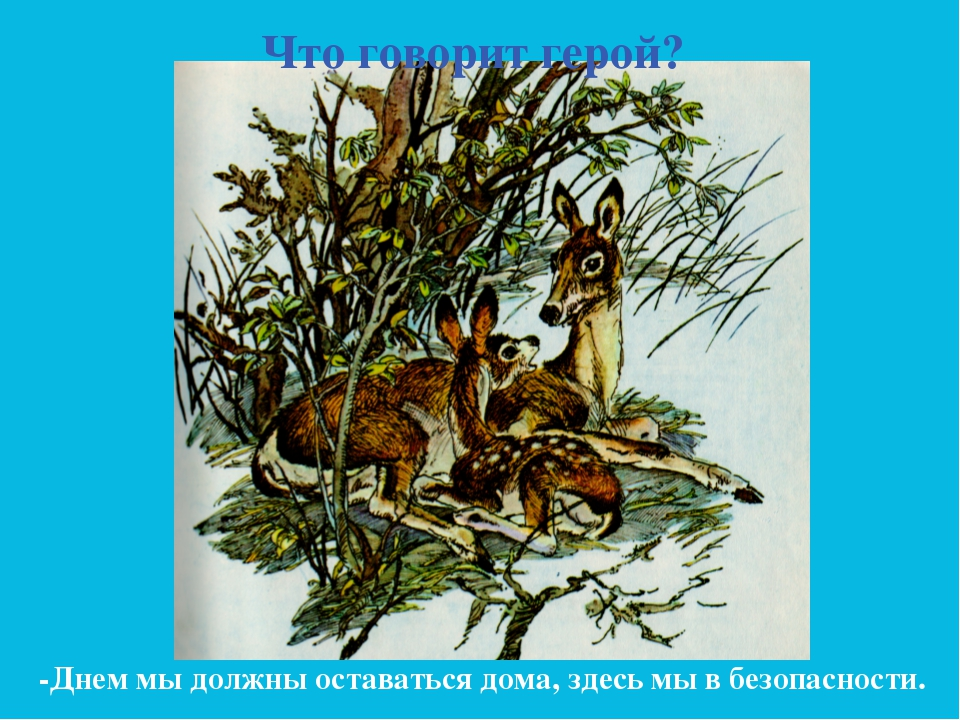 Что говорит герой?
-Днем мы должны оставаться дома, здесь мы в безопасности.